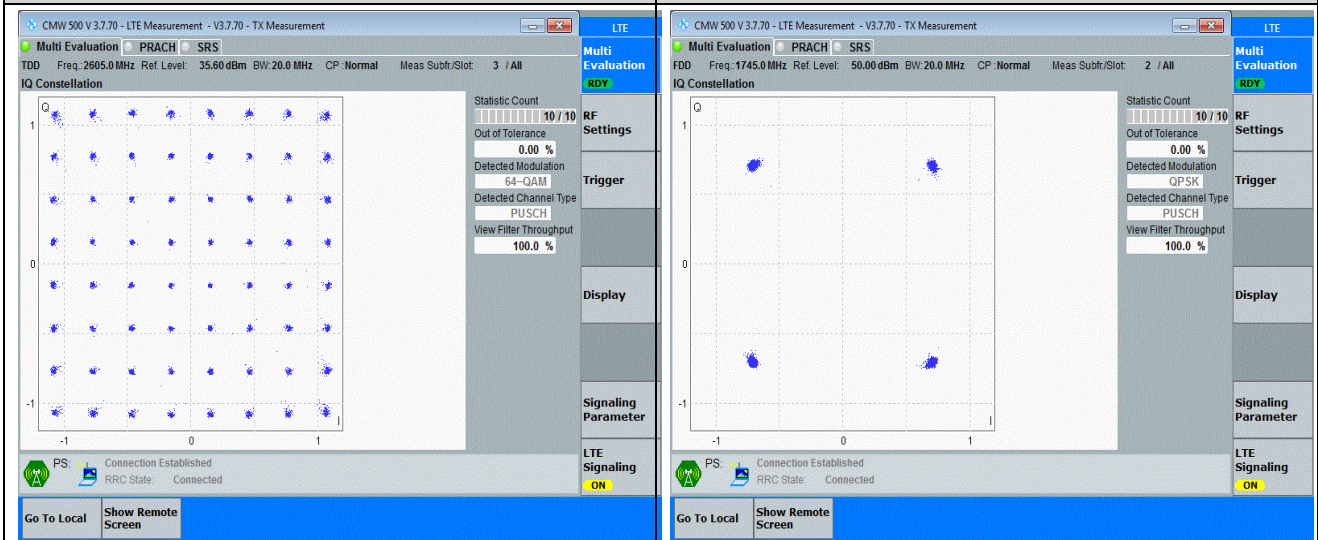 CMW 500 V 3.7.70 - LTE Measurement - V3.7.70 - TX Measurement
LTE
Multi Evaluation PRACH SRS
Multi
Evaluation
RDY
TDD Freq.:2605.0 MHz Ref. Level: 35.60 dBm BW:20.0 MHz CP :Normal Meas Subfr./Slot: 3 / All
IQ Constellation
Q
1
0
-1
-1
0
1
I
Statistic Count
10 / 10
Out of Tolerance
0.00 %
Detected Modulation
64-QAM
Detected Channel Type
PUSCH
View Filter Throughput
100.0 %
RF
Settings
Trigger
Display
Signaling
Parameter
LTE
Signaling
ON
PS: Connection Established
RRC State: Connected
Go To Local
Show Remote
Screen
CMW 500 V 3.7.70 - LTE Measurement - V3.7.70 - TX Measurement
LTE
Multi Evaluation PRACH SRS
Multi
Evaluation
RDY
FDD Freq.:1745.0 MHz Ref. Level: 50.00 dBm BW:20.0 MHz CP :Normal Meas Subfr./Slot: 2 / All
IQ Constellation
Q
1
0
-1
-1
0
1
I
Statistic Count
10 / 10
Out of Tolerance
0.00 %
Detected Modulation
QPSK
Detected Channel Type
PUSCH
View Filter Throughput
100.0 %
RF
Settings
Trigger
Display
Signaling
Parameter
LTE
Signaling
ON
PS: Connection Established
RRC State: Connected
Go To Local
Show Remote
Screen